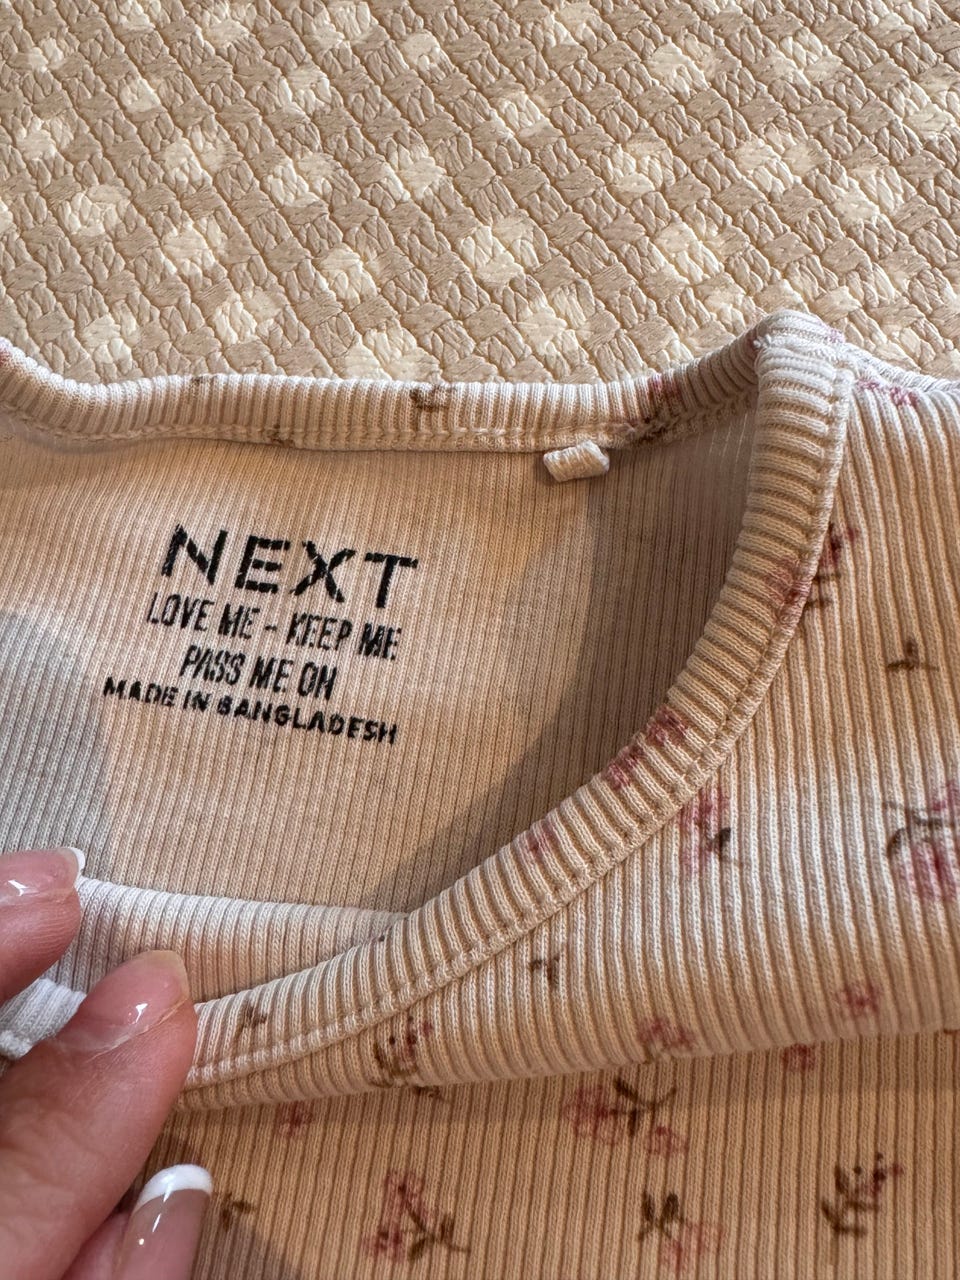 NEXT
LOVE ME - KEEP ME
PASS ME ON
MADE IN BANGLADESH